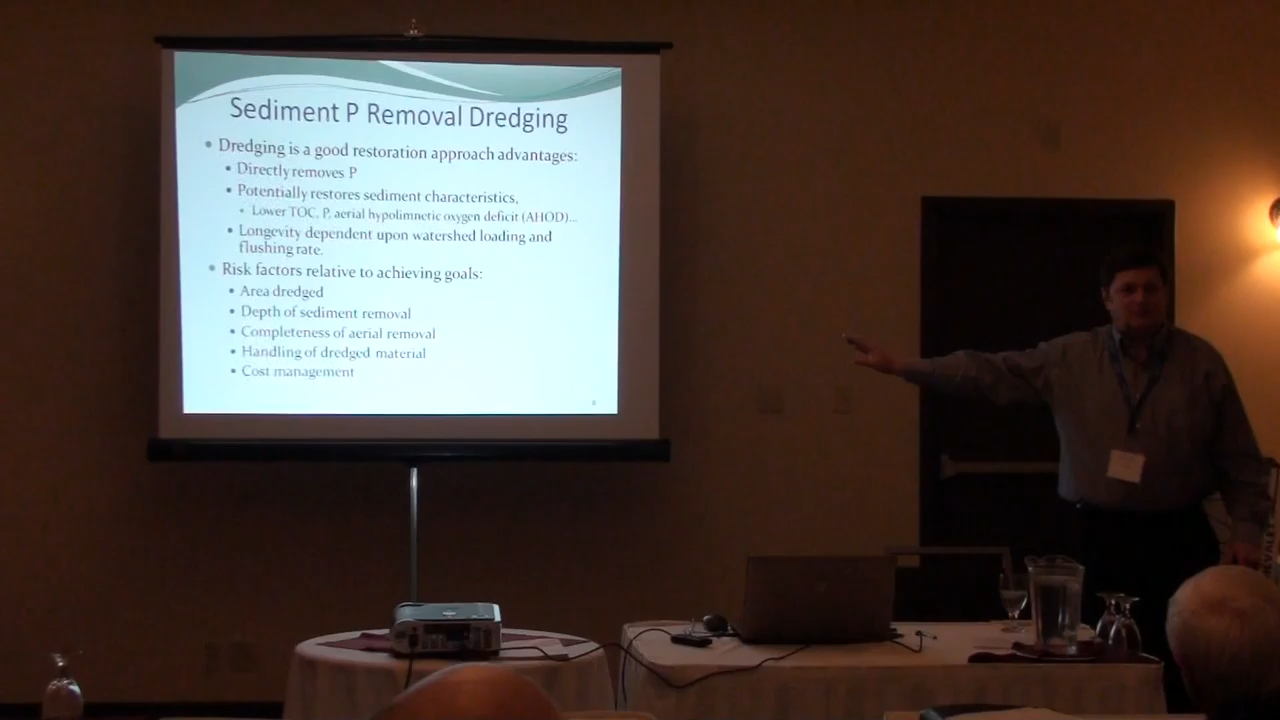 Sediment P Removal Dredging
• Dredging is a good restoration approach advantages:
• Directly removes P
• Potentially restores sediment characteristics,
• Lower TOC, P, aerial hypolimnetic oxygen deficit (AHOD)...
• Longevity dependent upon watershed loading and
flushing rate.
• Risk factors relative to achieving goals:
• Area dredged
• Depth of sediment removal
• Completeness of aerial removal
• Handling of dredged material
• Cost management